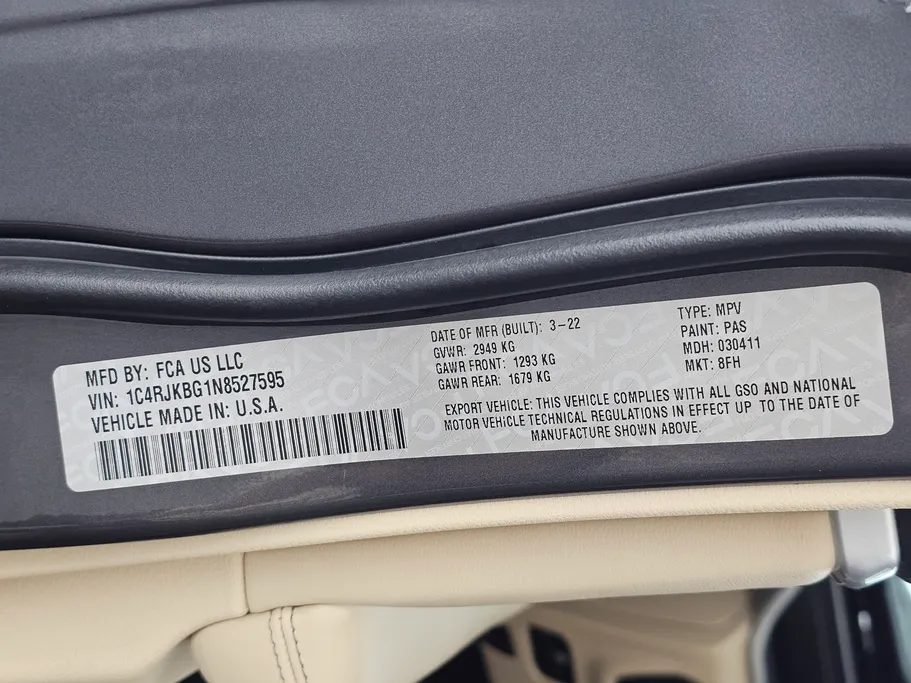 MFD BY: FCA US LLC
VIN: 1C4RJKBG1N8527595
VEHICLE MADE IN: U.S.A.
DATE OF MFR (BUILT): 3-22
GVWR: 2949 KG
GAWR FRONT: 1293 KG
GAWR REAR: 1679 KG
TYPE: MPV
PAINT: PAS
MDH: 030411
MKT: 8FH
EXPORT VEHICLE: THIS VEHICLE COMPLIES WITH ALL GSO AND NATIONAL
MOTOR VEHICLE TECHNICAL REGULATIONS IN EFFECT UP TO THE DATE OF
MANUFACTURE SHOWN ABOVE.